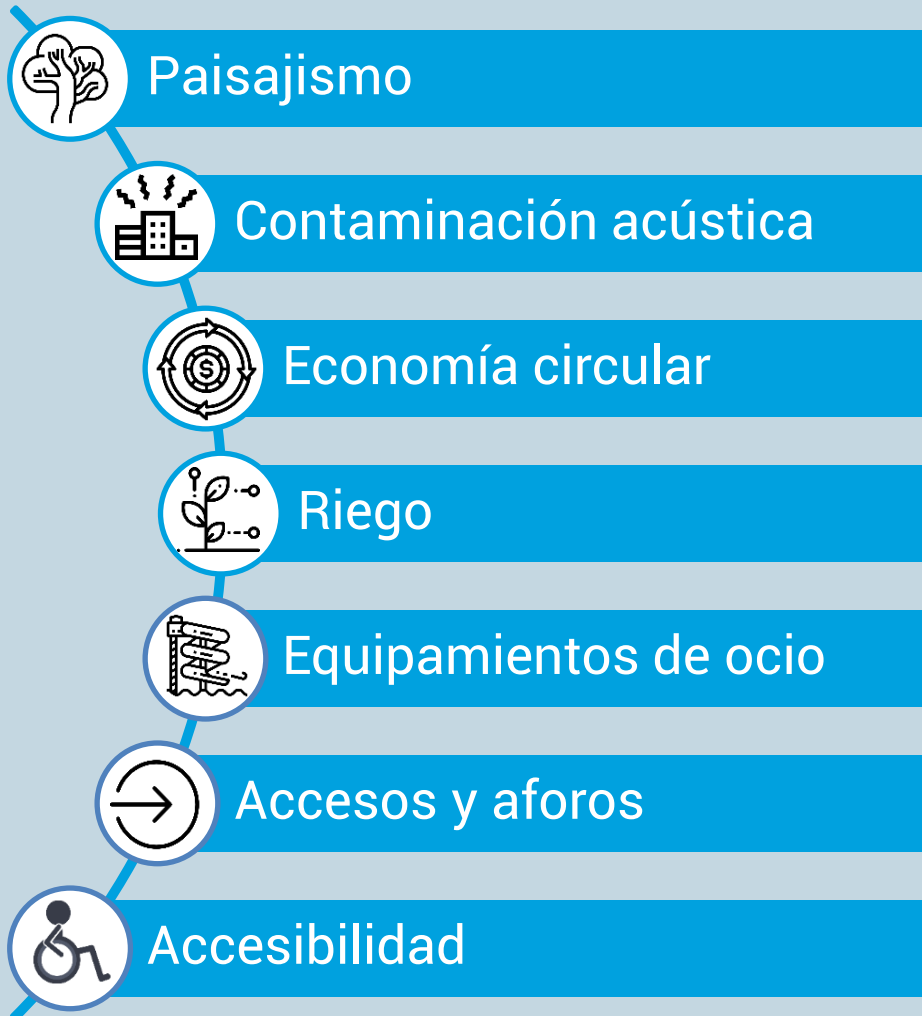 Paisajismo
Contaminación acústica
Economía circular
Riego
Equipamientos de ocio
Accesos y aforos
Accesibilidad